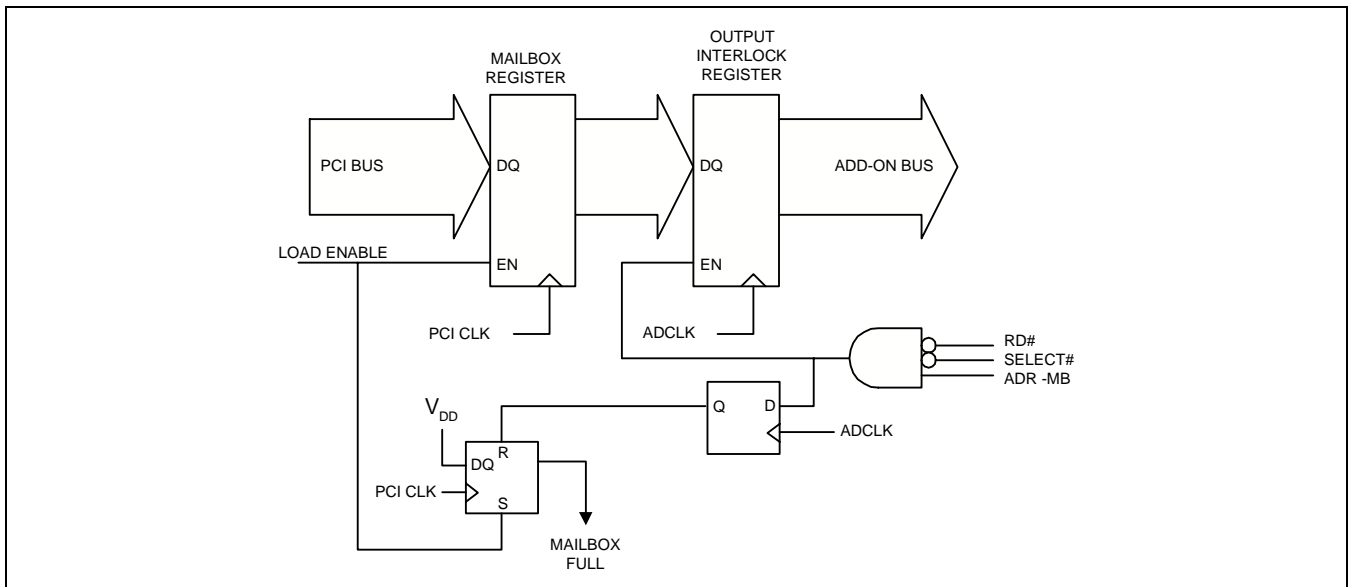 MAILBOX
REGISTER
OUTPUT
INTERLOCK
REGISTER
PCI BUS
DQ
DQ
ADD-ON BUS
LOAD ENABLE
EN
EN
PCI CLK
ADCLK
RD#
SELECT#
ADR -MB
Q
D
ADCLK
VDD
R
DQ
PCI CLK
S
MAILBOX
FULL